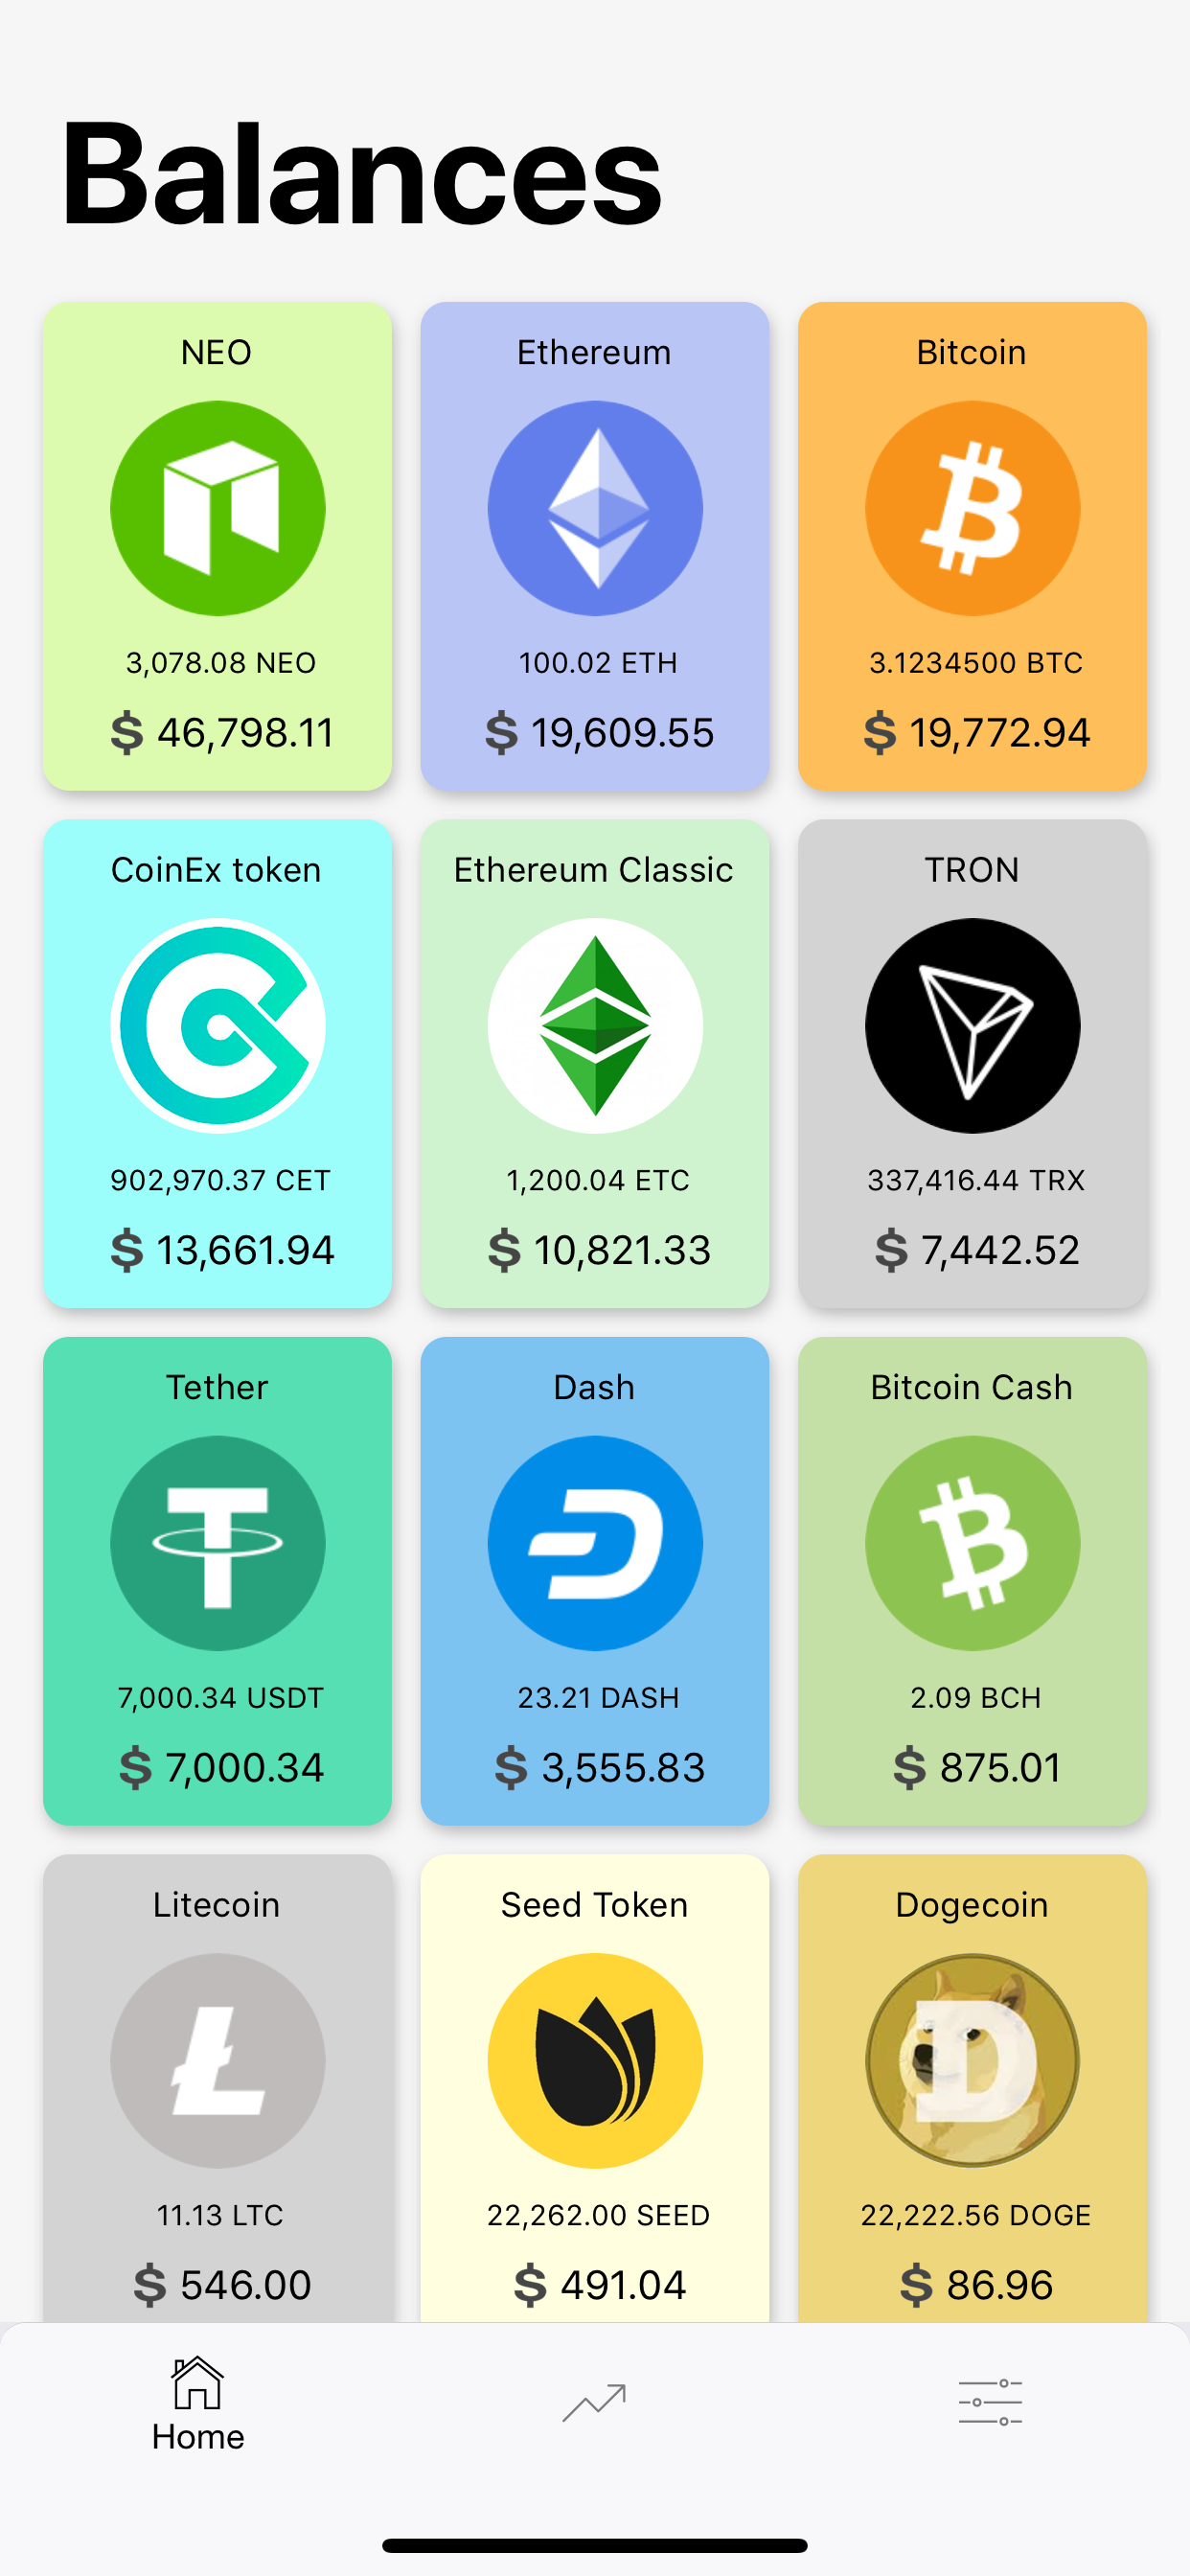 Balances
NEO
3,078.08 NEO
$ 46,798.11
Ethereum
100.02 ETH
$ 19,609.55
Bitcoin
3.1234500 BTC
$ 19,772.94
CoinEx token
902,970.37 CET
$ 13,661.94
Ethereum Classic
1,200.04 ETC
$ 10,821.33
TRON
337,416.44 TRX
$ 7,442.52
Tether
7,000.34 USDT
$ 7,000.34
Dash
23.21 DASH
$ 3,555.83
Bitcoin Cash
2.09 BCH
$ 875.01
Litecoin
11.13 LTC
$ 546.00
Seed Token
22,262.00 SEED
$ 491.04
Dogecoin
D
22,222.56 DOGE
$ 86.96
Home